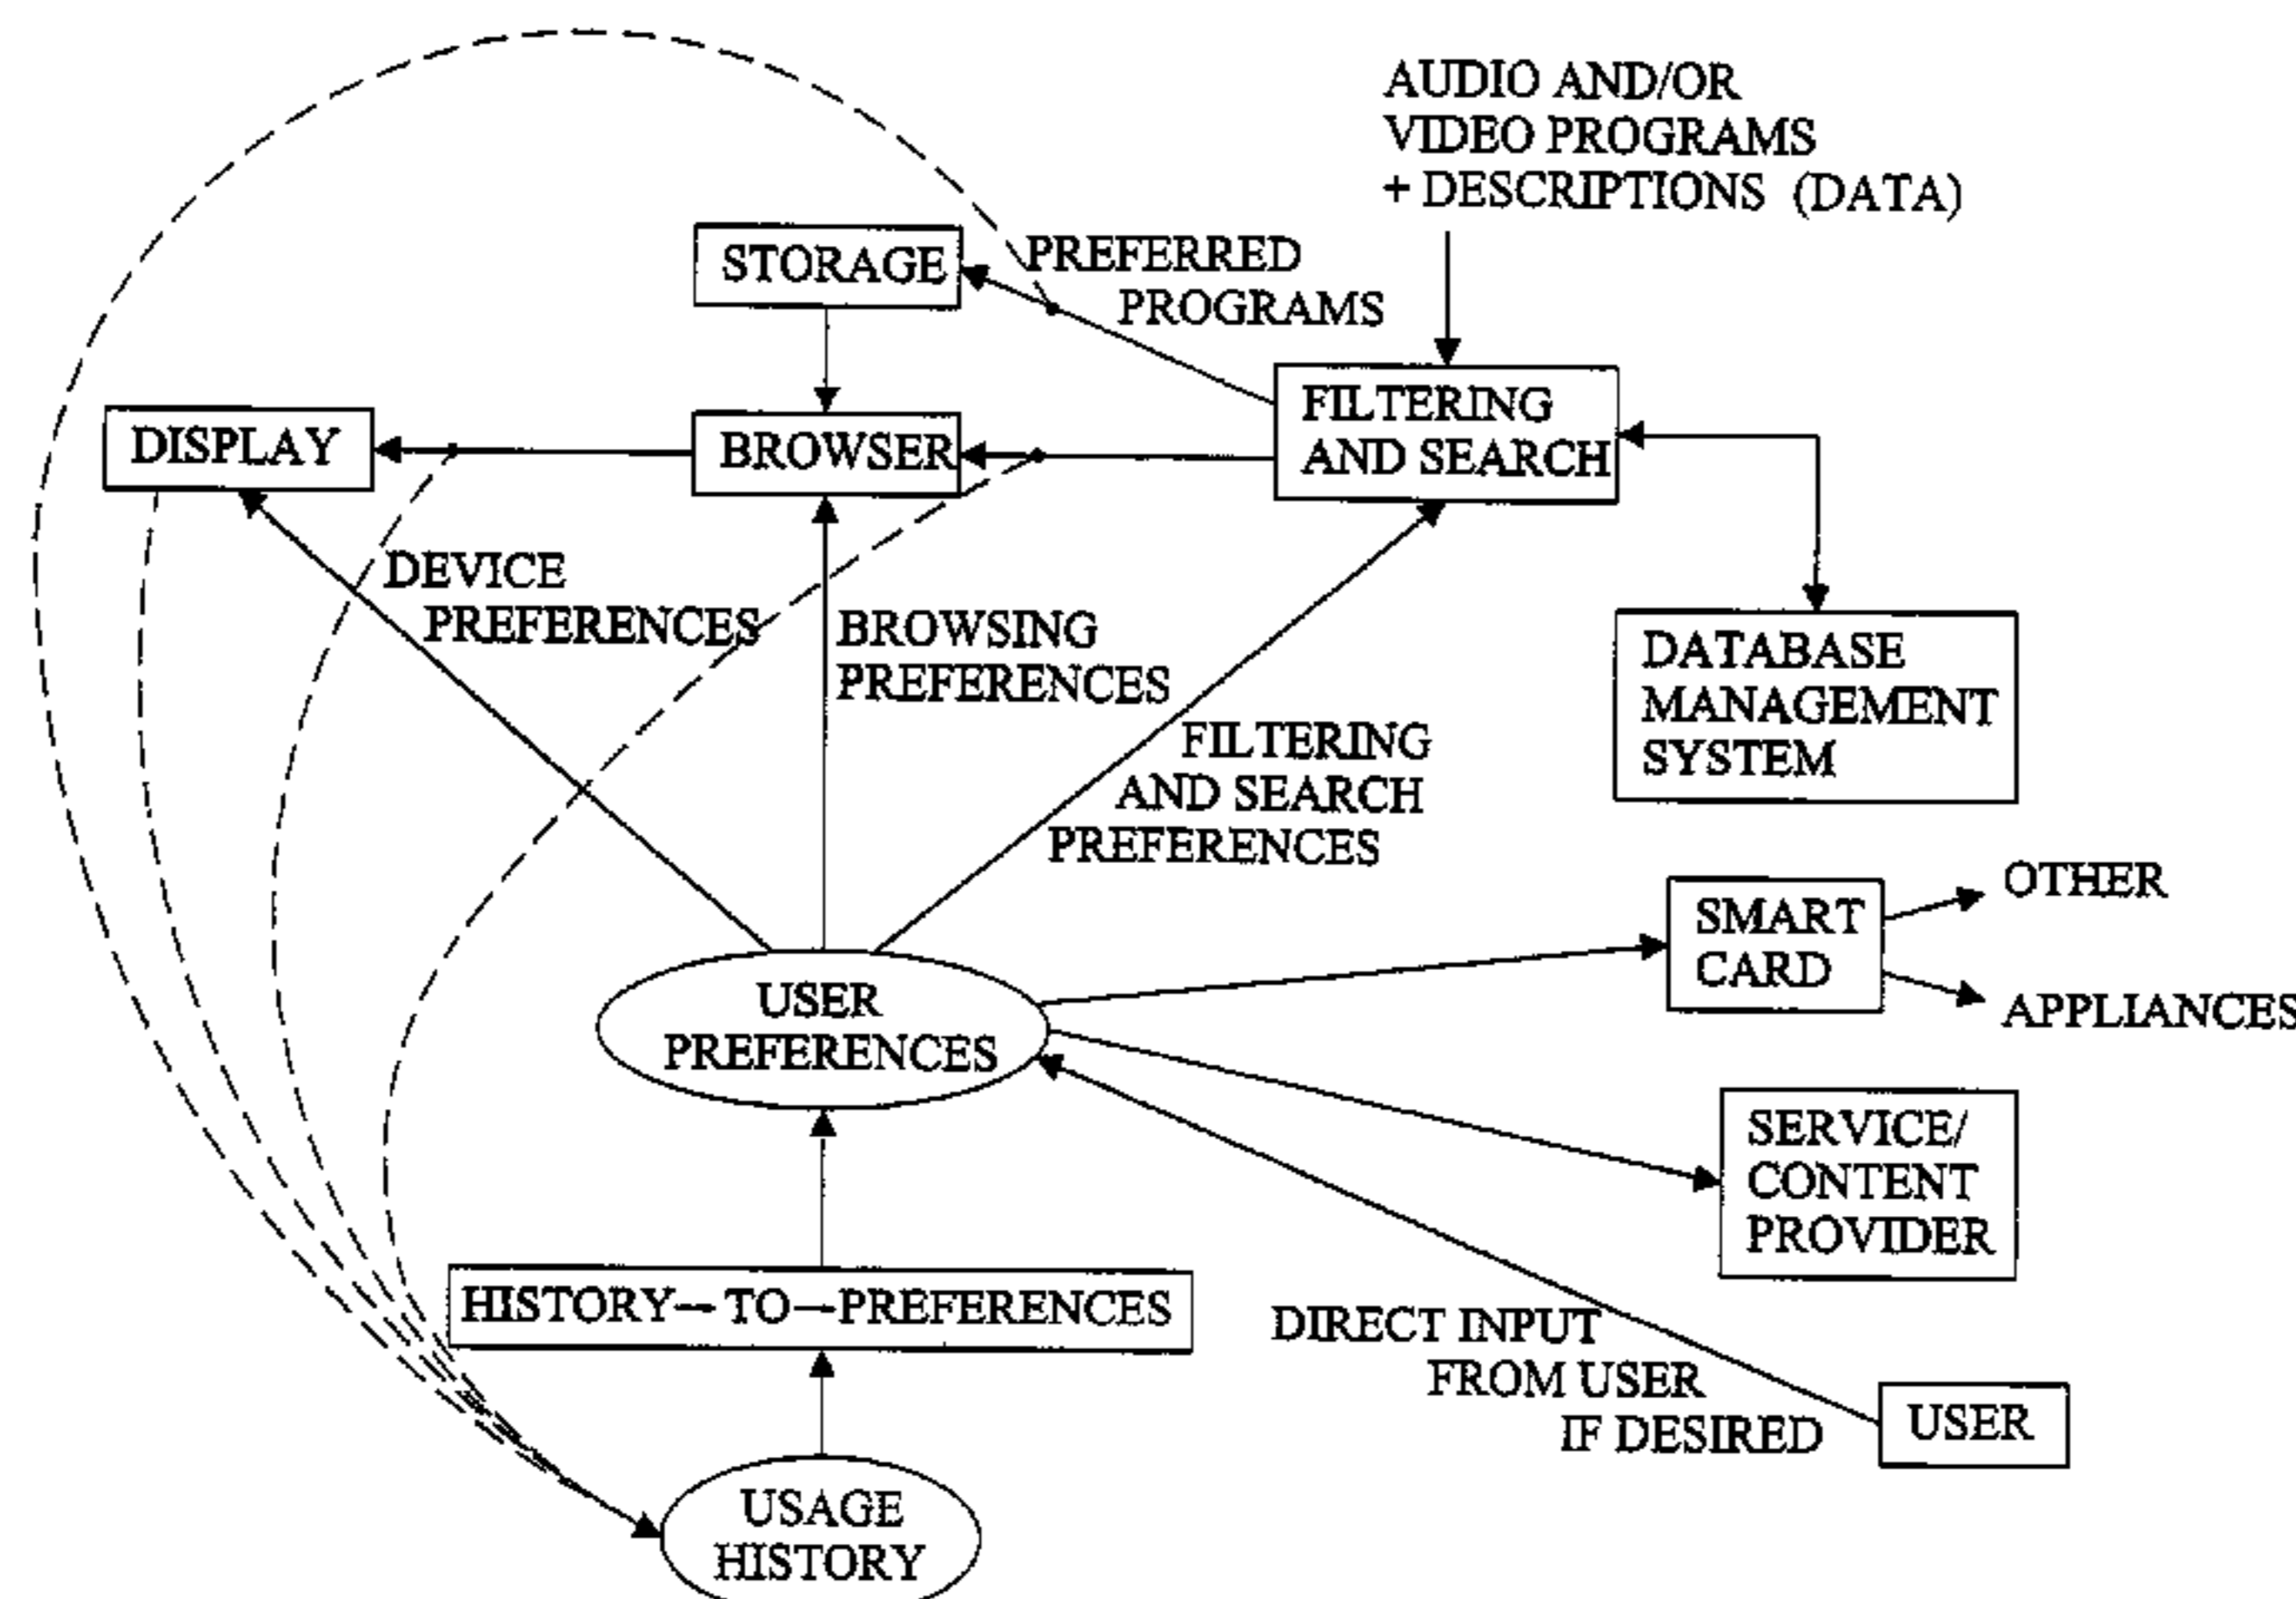 AUDIO AND/OR
VIDEO PROGRAMS
+ DESCRIPTIONS (DATA)
STORAGE
PREFERRED
PROGRAMS
DISPLAY
BROWSER
FILTERING
AND SEARCH
DEVICE
PREFERENCES
BROWSING
PREFERENCES
FILTERING
AND SEARCH
PREFERENCES
DATABASE
MANAGEMENT
SYSTEM
SMART
CARD
OTHER
APPLIANCES
USER
PREFERENCES
SERVICE/
CONTENT
PROVIDER
HISTORY-TO-PREFERENCES
DIRECT INPUT
FROM USER
IF DESIRED
USER
USAGE
HISTORY